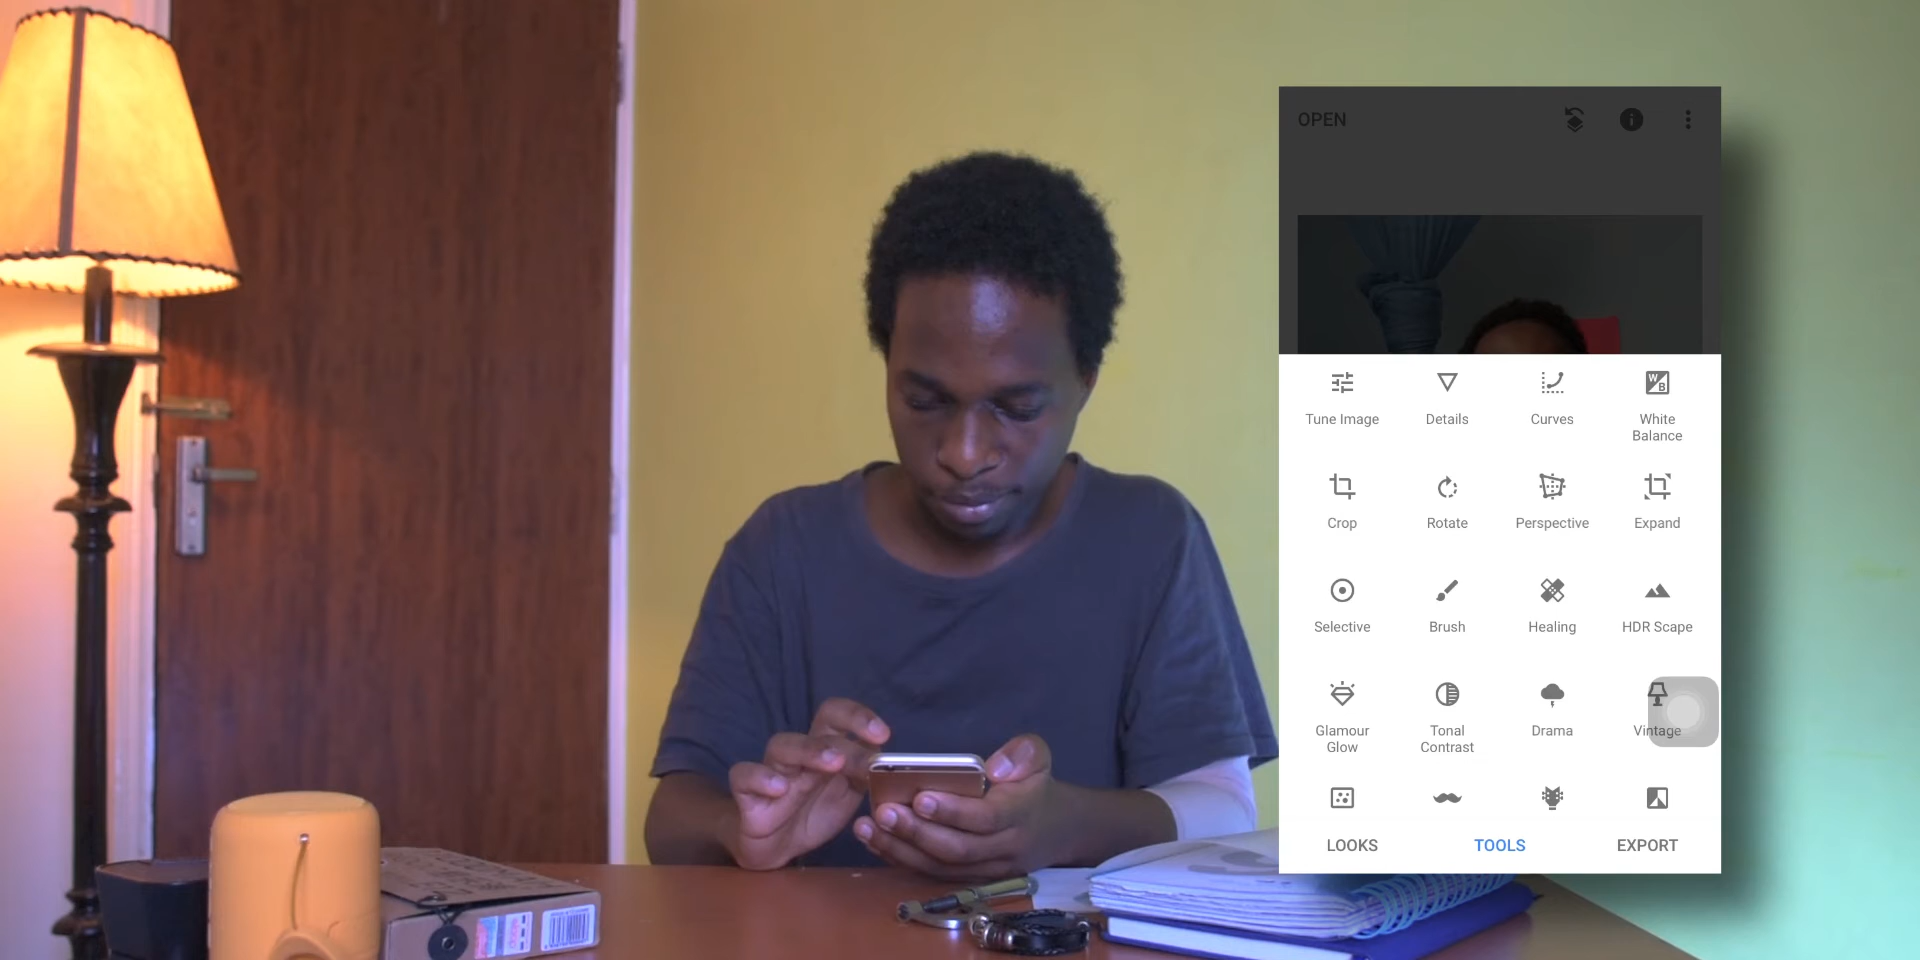 OPEN
Tune Image
Details
Curves
White
Balance
Crop
Rotate
Perspective
Expand
Selective
Brush
Healing
HDR Scape
Glamour
Glow
Tonal
Contrast
Drama
Vintage
LOOKS
TOOLS
EXPORT